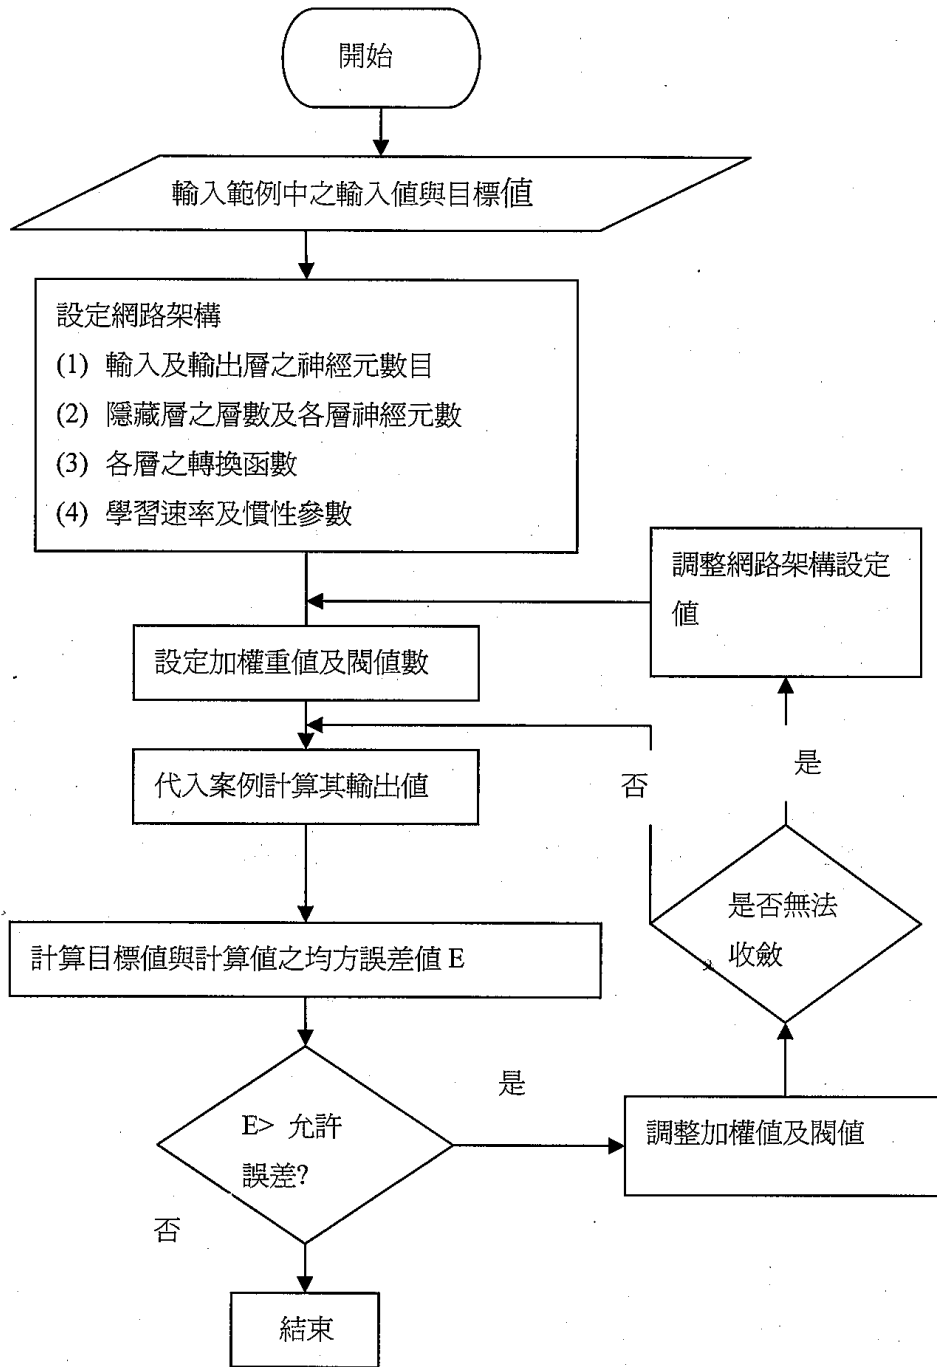 開始
輸入範例中之輸入值與目標值
設定網路架構
(1) 輸入及輸出層之神經元數目
(2) 隱藏層之層數及各層神經元數
(3) 各層之轉換函數
(4) 學習速率及慣性參數
調整網路架構設定
值
設定加權重值及閥值數
代入案例計算其輸出值
否
是
是否無法
收斂
計算目標值與計算值之均方誤差值 E
是
E> 允許
誤差?
調整加權值及閥值
否
結束